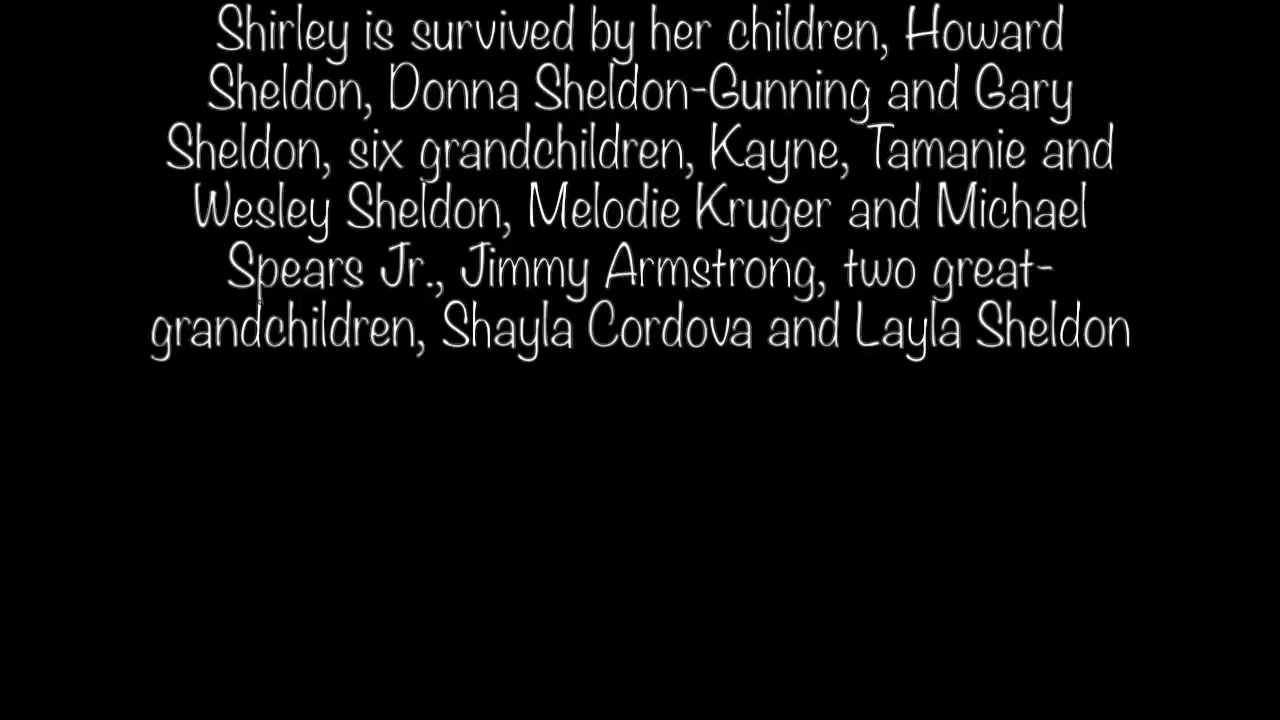 Shirley is survived by her children, Howard
Sheldon, Donna Sheldon-Gunning and Gary
Sheldon, six grandchildren, Kayne, Tamanie and
Wesley Sheldon, Melodie Kruger and Michael
Spears Jr., Jimmy Armstrong, two great-
grandchildren, Shayla Cordova and Layla Sheldon